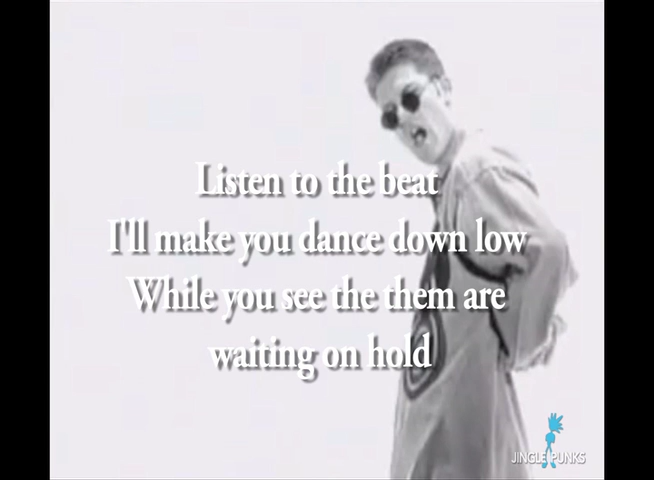 Listen to the beat
I'll make you dance down low
While you see the them are
waiting on hold
JINGLE PUNKS